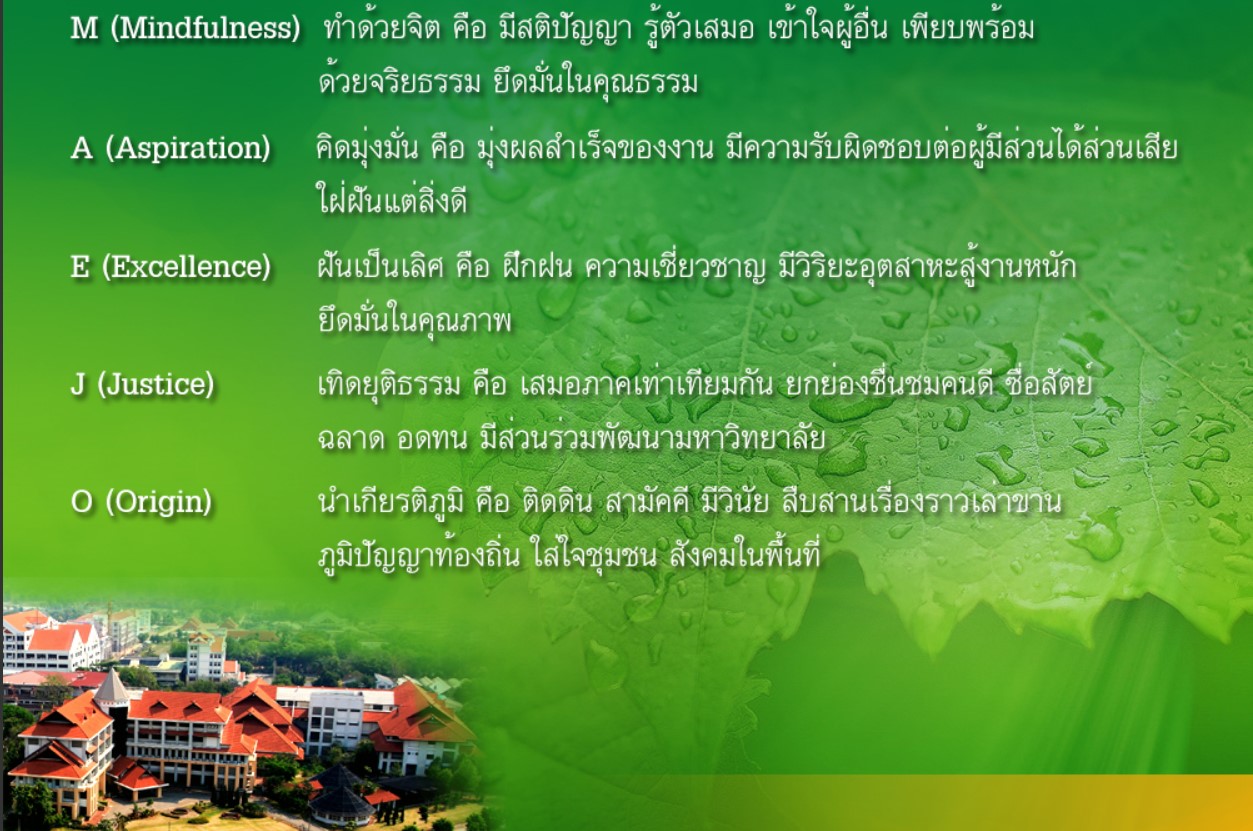 M (Mindfulness) ทำด้วยจิต คือ มีสติปัญญา รู้ตัวเสมอ เข้าใจผู้อื่น เพียบพร้อม
ด้วยจริยธรรม ยึดมั่นในคุณธรรม
A (Aspiration) คิดมุ่งมั่น คือ มุ่งผลสำเร็จของงาน มีความรับผิดชอบต่อผู้มีส่วนได้ส่วนเสีย
ใฝ่ฝันแต่สิ่งดี
E (Excellence) ฝันเป็นเลิศ คือ ฝึกฝน ความเชี่ยวชาญ มีวิริยะอุตสาหะสู้งานหนัก
ยึดมั่นในคุณภาพ
J (Justice) เทิดยุติธรรม คือ เสมอภาคเท่าเทียมกัน ยกย่องชื่นชมคนดี ซื่อสัตย์
ฉลาด อดทน มีส่วนร่วมพัฒนามหาวิทยาลัย
O (Origin) นำเกียรติภูมิ คือ ติดดิน สามัคคี มีวินัย สืบสานเรื่องราวเล่าขาน
ภูมิปัญญาท้องถิ่น ใส่ใจชุมชน สังคมในพื้นที่